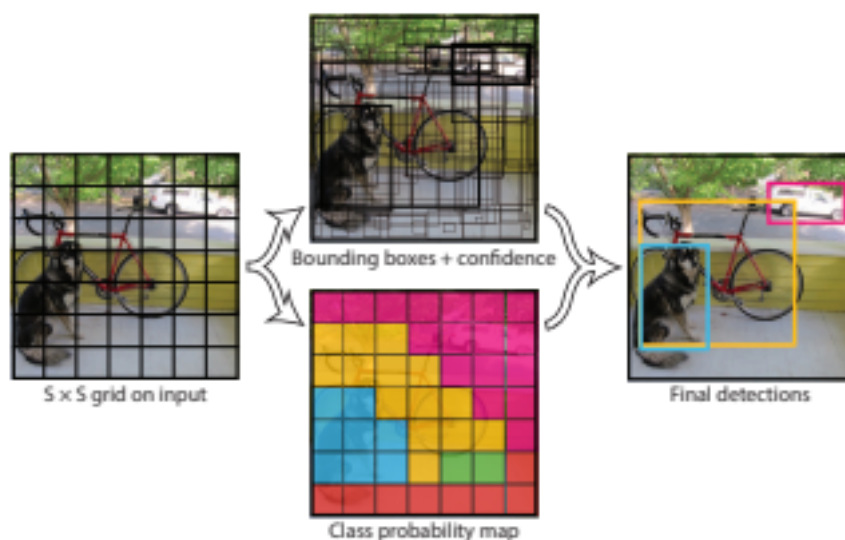 Bounding boxes + confidence
S × S grid on input
Final detections
Class probability map